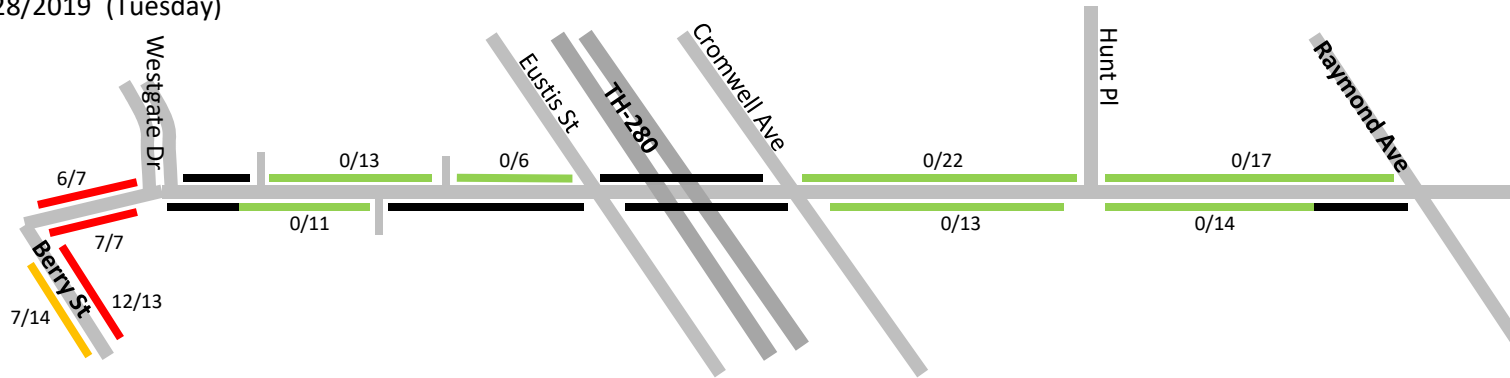 28/2019 (Tuesday)
Westgate Dr
Eustis St
TH-280
Cromwell Ave
Hunt Pl
Raymond Ave
6/7
0/13
0/6
0/22
0/17
7/7
0/11
0/13
0/14
Berry St
12/13
7/14